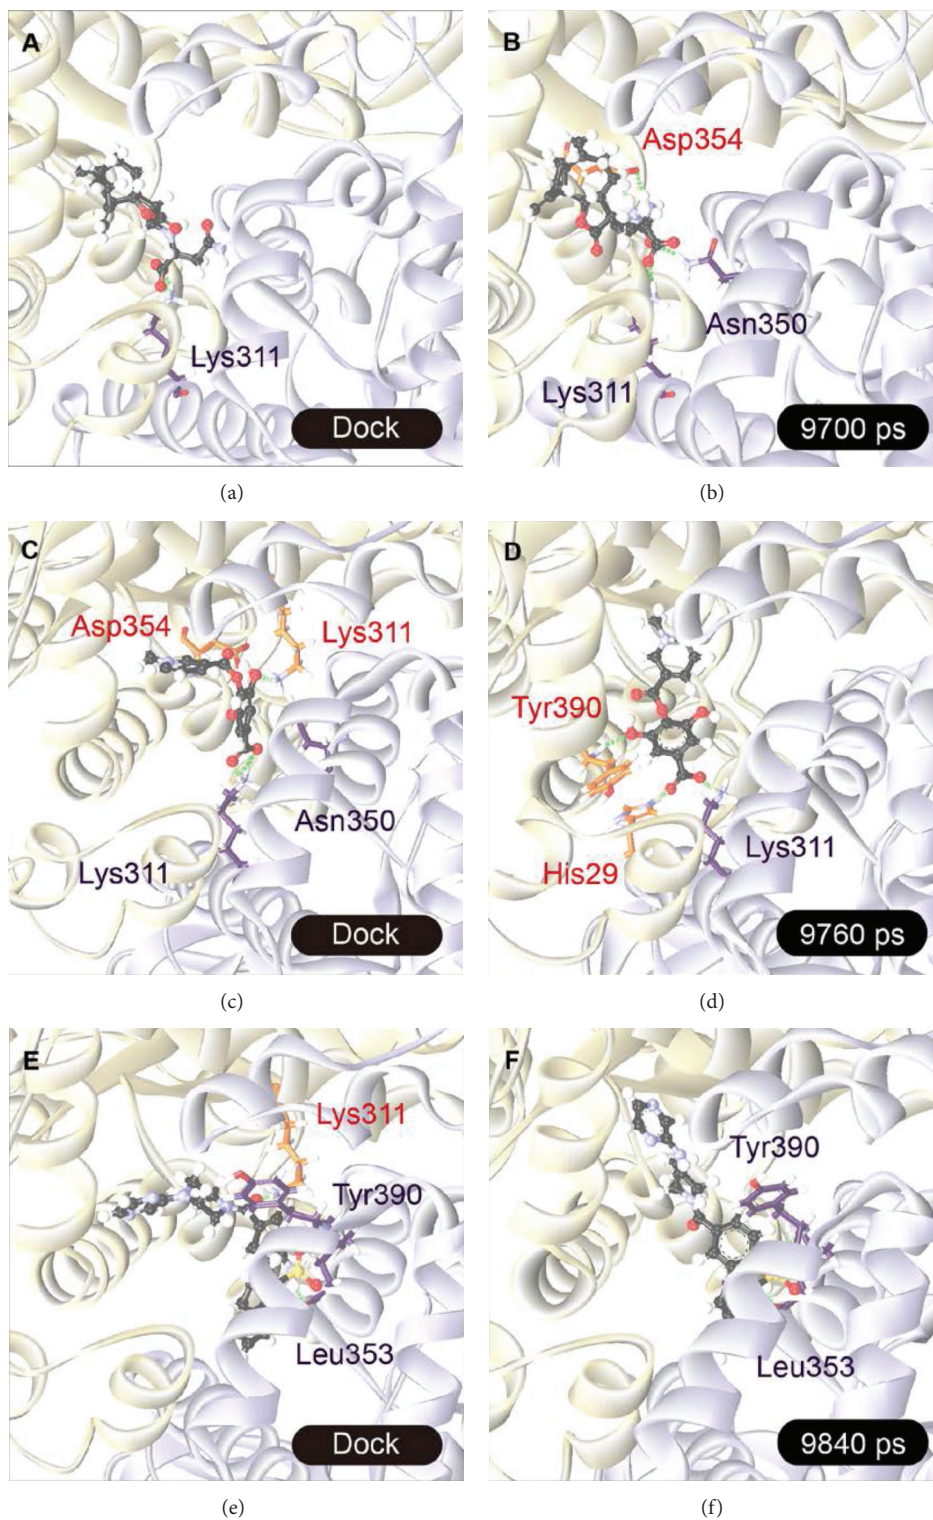 A
Lys311
Dock
(a)
B
Asp354
Asn350
Lys311
9700 ps
(b)
C
Asp354
Lys311
Asn350
Lys311
Dock
(c)
D
Tyr390
Lys311
His29
9760 ps
(d)
E
Lys311
Tyr390
Leu353
Dock
(e)
F
Tyr390
Leu353
9840 ps
(f)